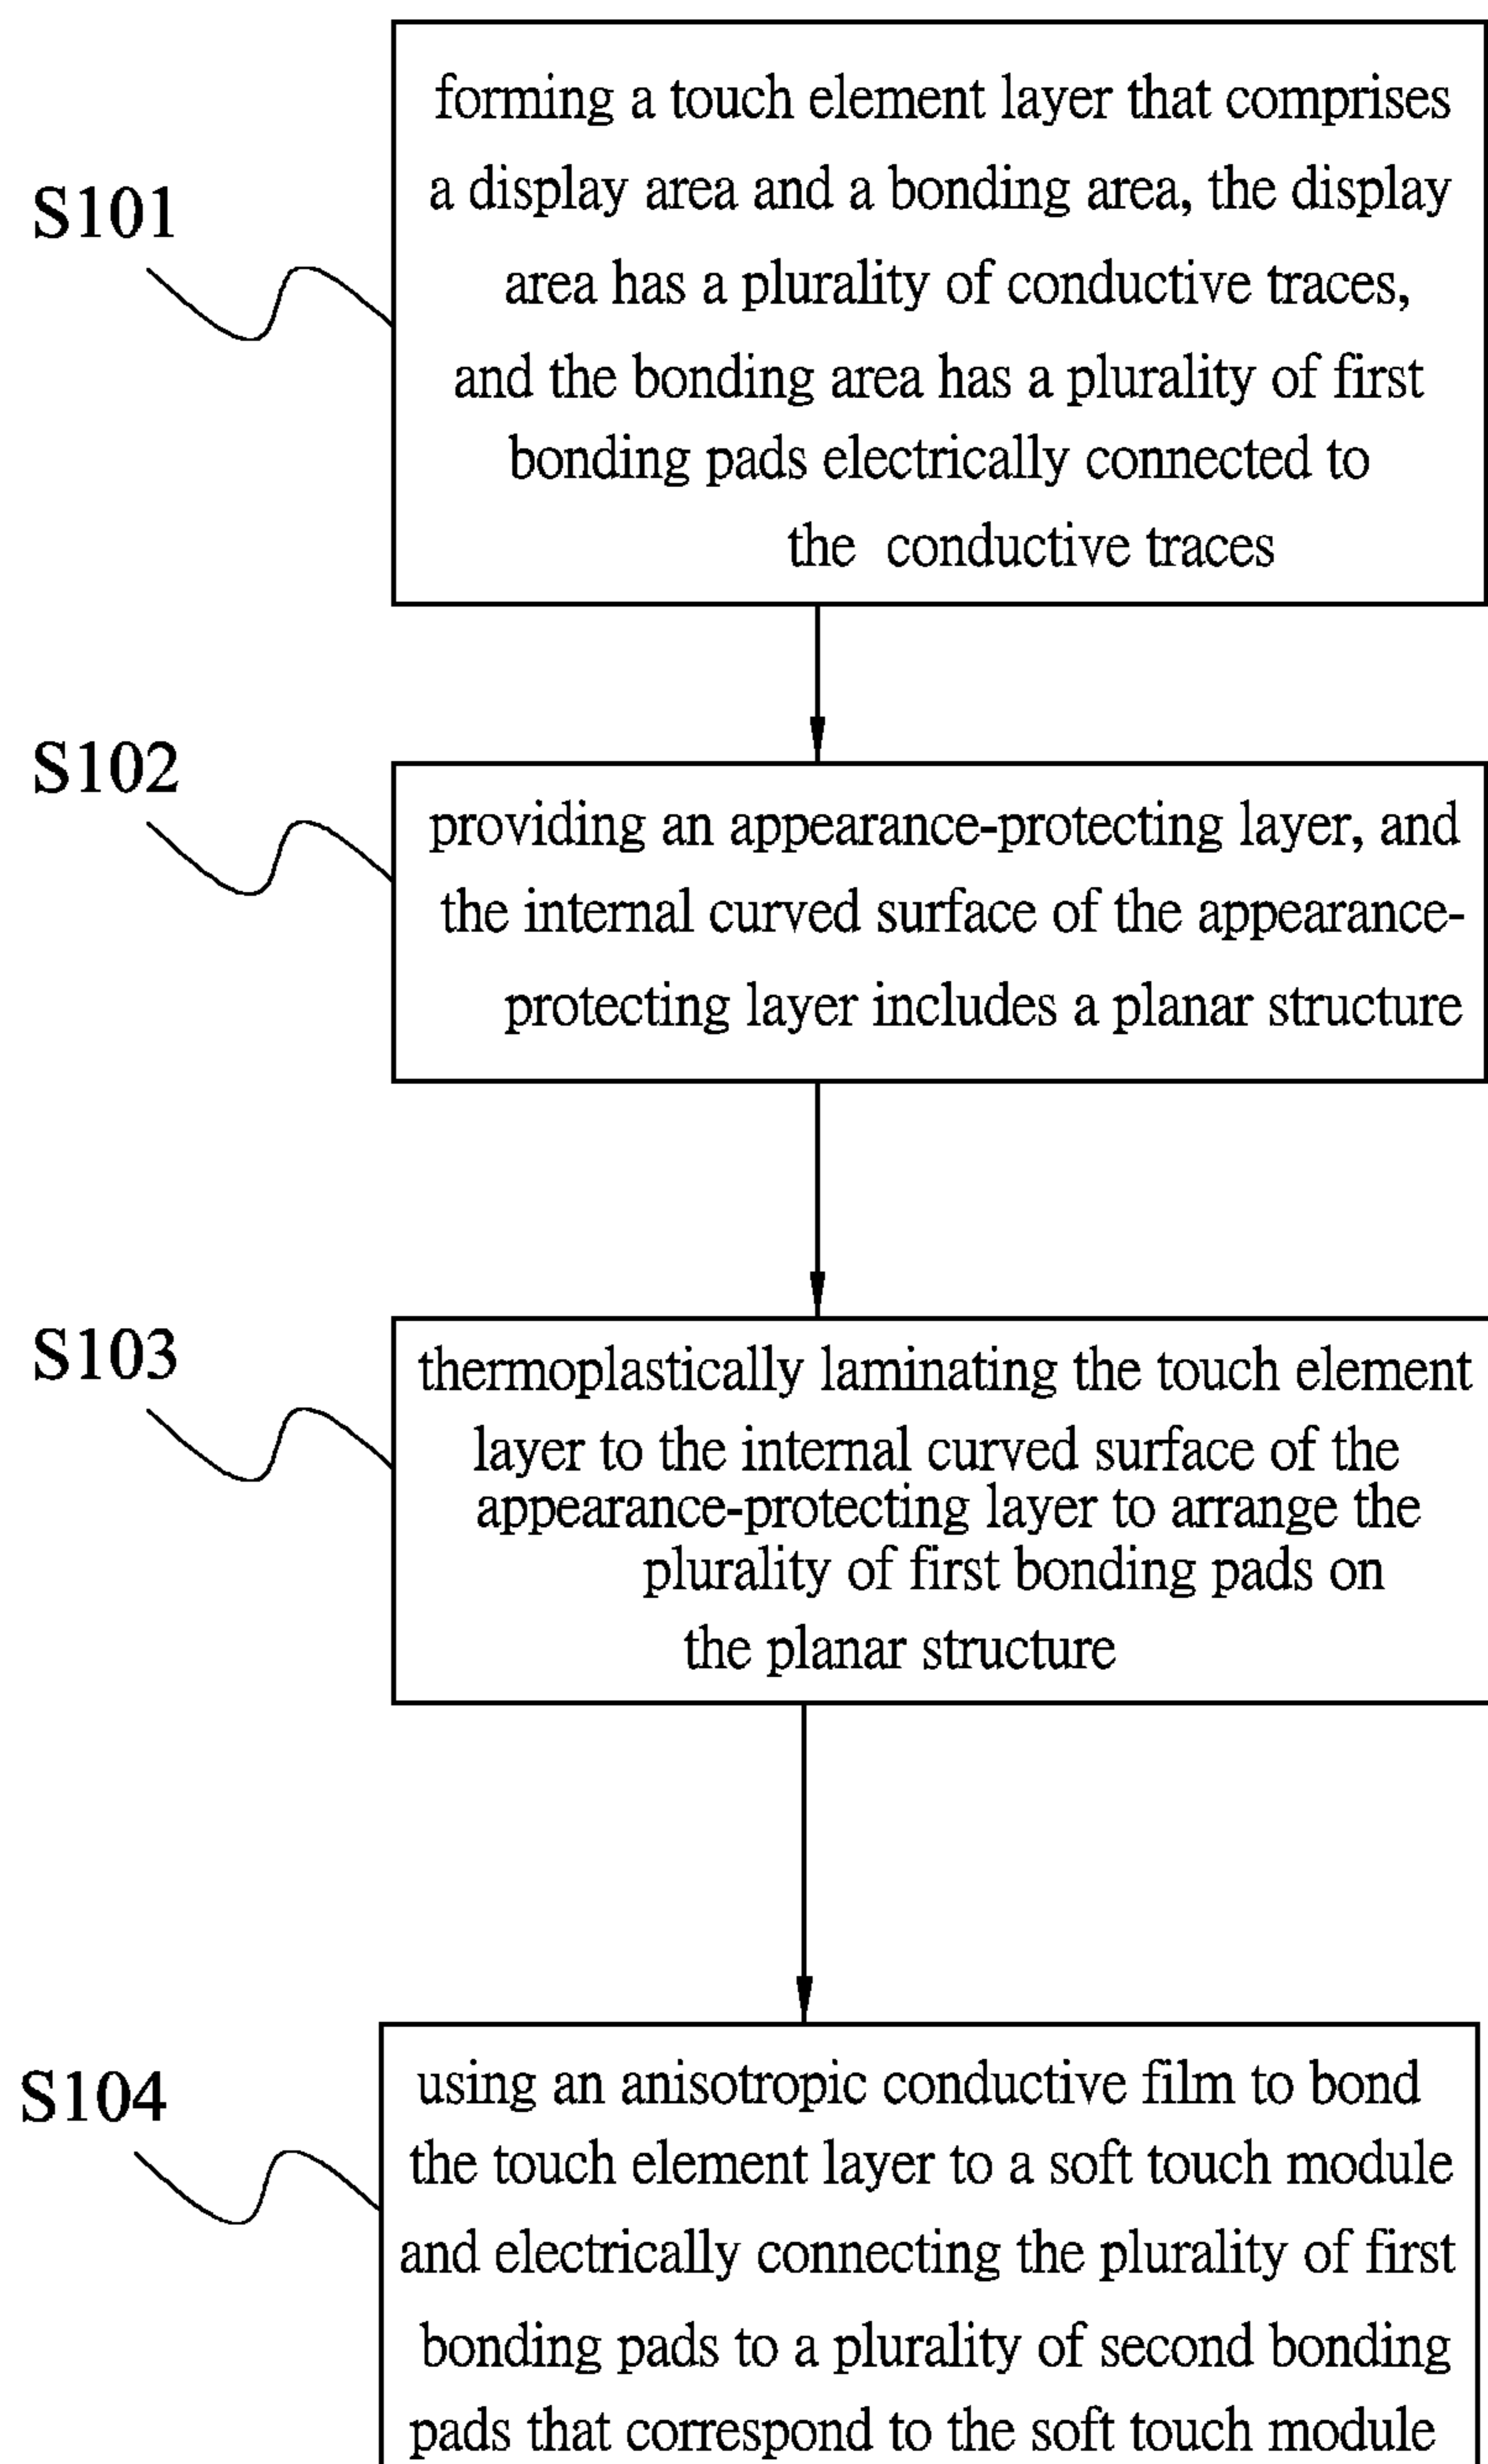 S101
forming a touch element layer that comprises
a display area and a bonding area, the display
area has a plurality of conductive traces,
and the bonding area has a plurality of first
bonding pads electrically connected to
the conductive traces
S102
providing an appearance-protecting layer, and
the internal curved surface of the appearance-
protecting layer includes a planar structure
S103
thermoplastically laminating the touch element
layer to the internal curved surface of the
appearance-protecting layer to arrange the
plurality of first bonding pads on
the planar structure
S104
using an anisotropic conductive film to bond
the touch element layer to a soft touch module
and electrically connecting the plurality of first
bonding pads to a plurality of second bonding
pads that correspond to the soft touch module